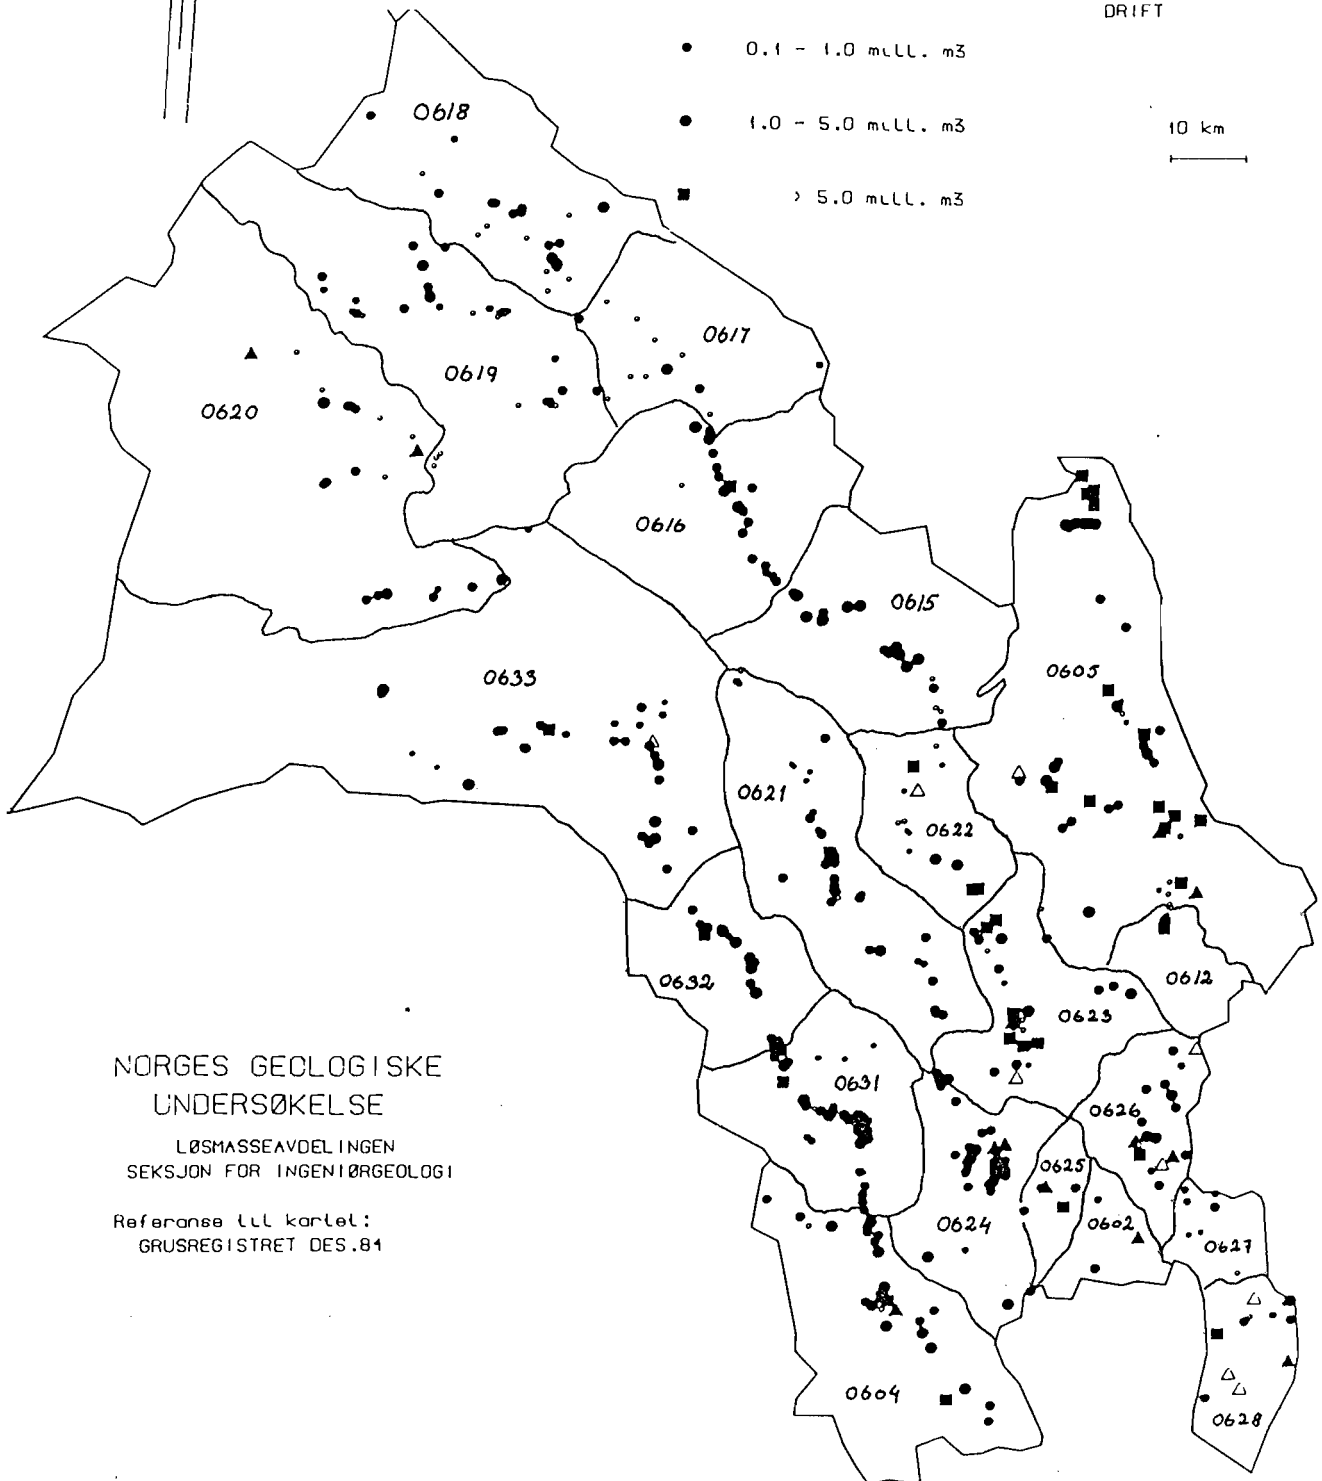 DRIFT
0.1 - 1.0 mill. m3
1.0 - 5.0 mill. m3
10 km
> 5.0 mill. m3
0618
0617
0619
0620
0616
0615
0605
0633
0621
0622
0632
0612
0623
NORGES GEOLOGISKE
UNDERSØKELSE
0631
0626
LØSMASSEAVDELINGEN
SEKSJON FOR INGENIØRGEOLOGI
0625
Referanse til kartet:
GRUSREGISTRET DES.84
0624
0602
0627
0604
0628